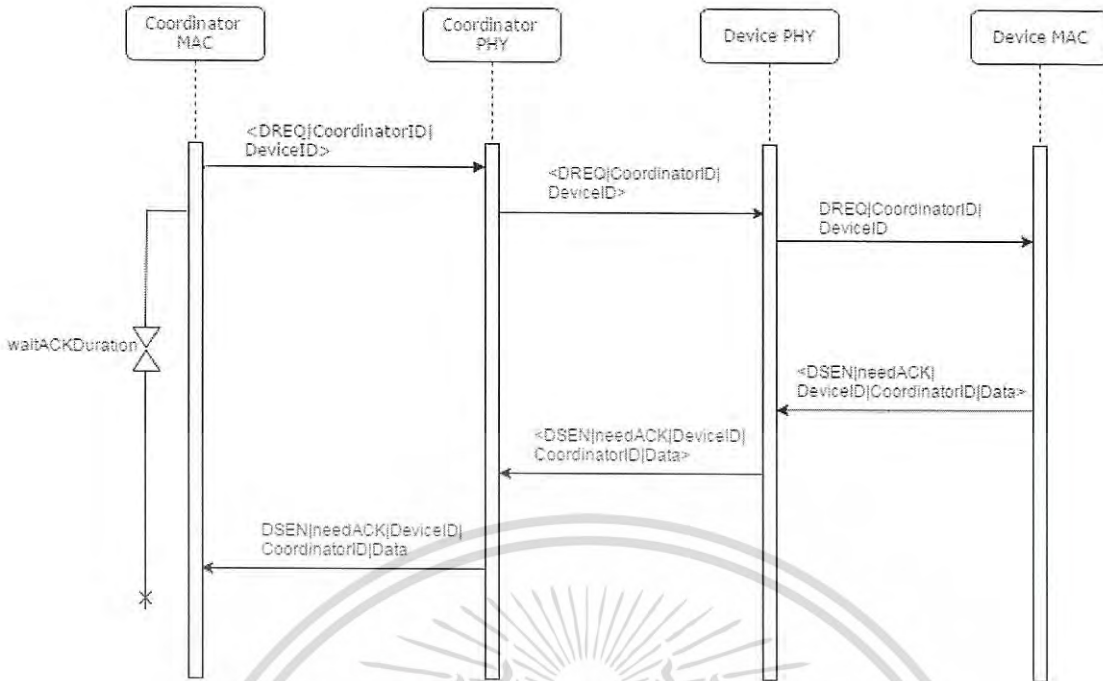 Coordinator
MAC
Coordinator
PHY
Device PHY
Device MAC
<DREQ|CoordinatorID|
DeviceID>
<DREQ|CoordinatorID|
DeviceID>
DREQ|CoordinatorID|
DeviceID
waitACKDuration
<DSEN|needACK|
DeviceID|CoordinatorID|Data>
<DSEN|needACK|DeviceID|
CoordinatorID|Data>
DSEN|needACK|DeviceID|
CoordinatorID|Data